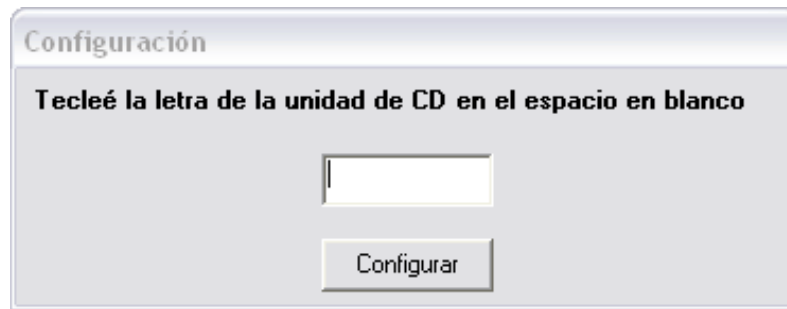 Configuración
Tecleé la letra de la unidad de CD en el espacio en blanco
Configurar